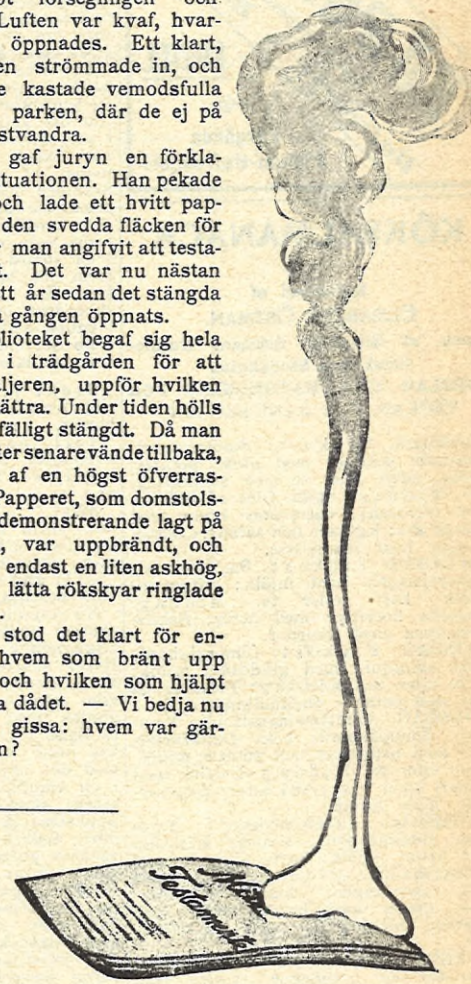 förseglingen och
Luften var kvaf, hvar-
öppnades. Ett klart,
en strömmade in, och
kastade vemodsfulla
parken, där de ej på
stvandra.
gaf juryn en förkla-
tuationen. Han pekade
och lade ett hvitt pap-
den svedda fläcken för
man angifvit att testa-
t. Det var nu nästan
tt år sedan det stängda
a gången öppnats.
blioteket begaf sig hela
i trädgården för att
aljeren, uppför hvilken
ättra. Under tiden hölls
fälligt stängdt. Då man
ker senare vände tillbaka,
af en högst öfverras-
Papperet, som domstols-
demonstrerande lagt på
, var uppbrändt, och
endast en liten askhög,
lätta rökskyar ringlade
.
stod det klart för en-
hvem som bränt upp
och hvilken som hjälpt
a dådet. — Vi bedja nu
gissa: hvem var gär-
n?
Mitt
Testamente